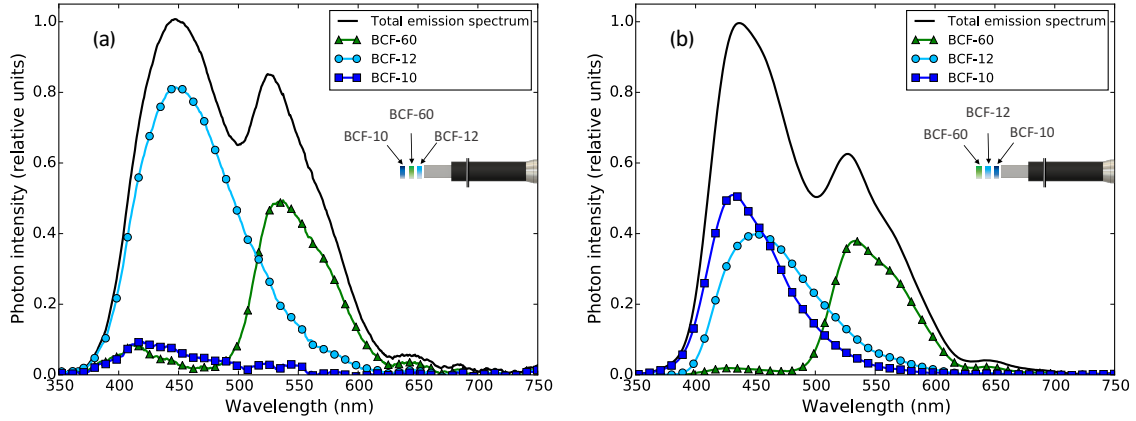 (a)
Total emission spectrum
BCF-60
BCF-12
BCF-10
BCF-60
BCF-10
BCF-12
Photon intensity (relative units)
1.0
0.8
0.6
0.4
0.2
0.0
350 400 450 500 550 600 650 700 750
Wavelength (nm)
(b)
Total emission spectrum
BCF-60
BCF-12
BCF-10
BCF-12
BCF-60
BCF-10
Photon intensity (relative units)
1.0
0.8
0.6
0.4
0.2
0.0
350 400 450 500 550 600 650 700 750
Wavelength (nm)